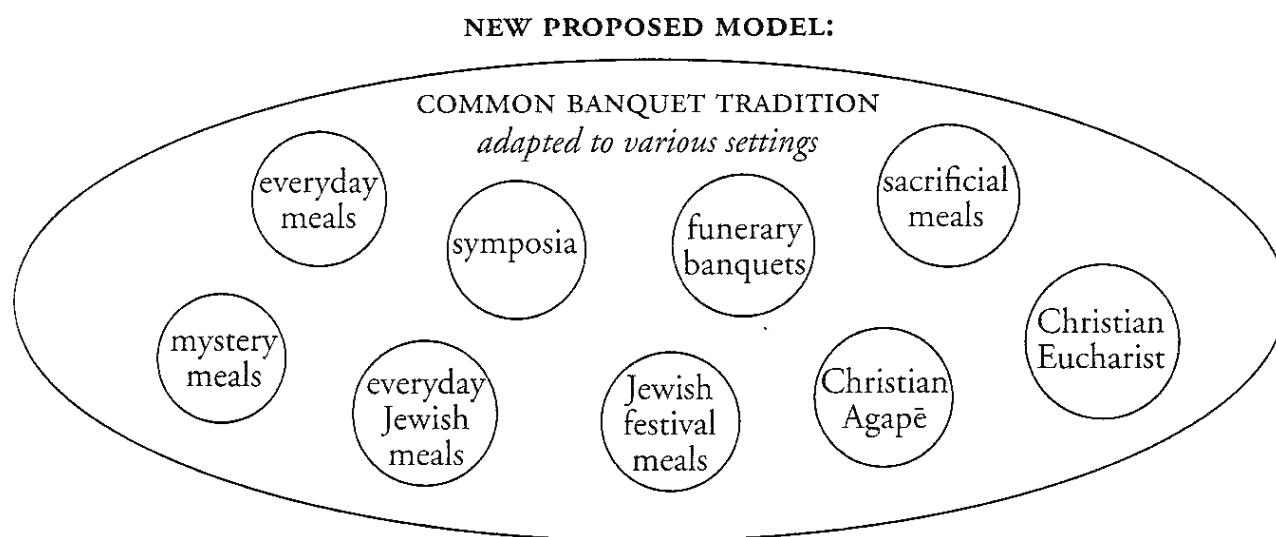 NEW PROPOSED MODEL:
COMMON BANQUET TRADITION
adapted to various settings
everyday
meals
symposia
funerary
banquets
sacrificial
meals
mystery
meals
everyday
Jewish
meals
Jewish
festival
meals
Christian
Agapē
Christian
Eucharist